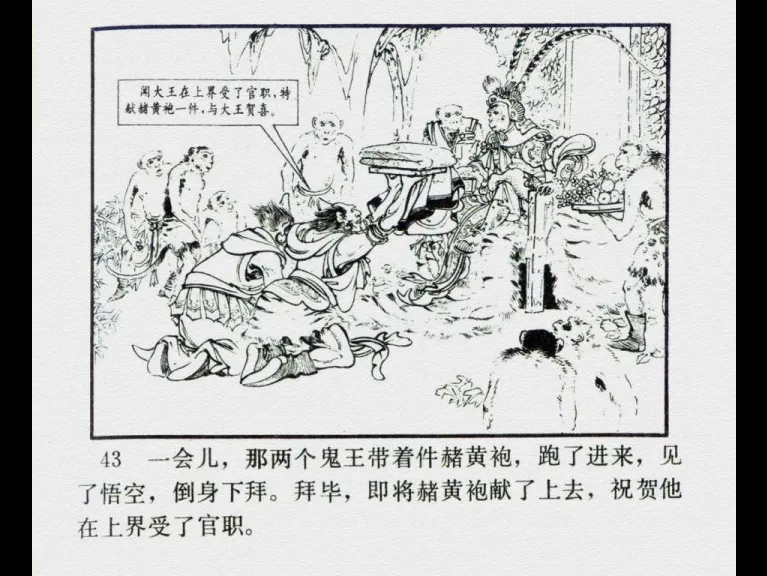 闻大王在上界受了官职，特
献赭黄袍一件，与大王贺喜。
43 一会儿，那两个鬼王带着件赭黄袍，跑了进来，见
了悟空，倒身下拜。拜毕，即将赭黄袍献了上去，祝贺他
在上界受了官职。